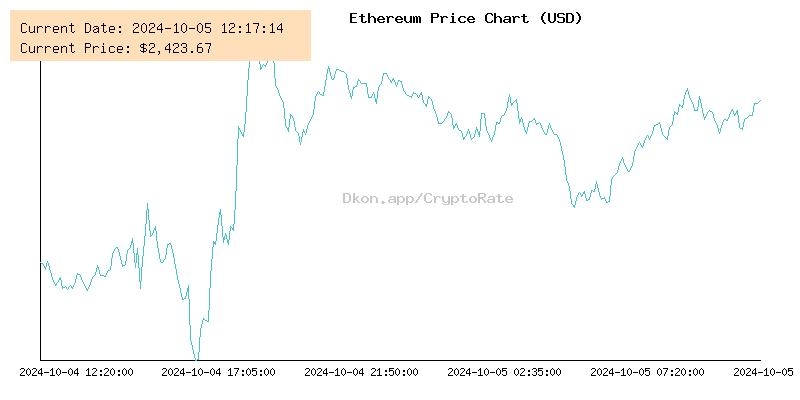 Ethereum Price Chart (USD)
Current Date: 2024-10-05 12:17:14
Current Price: $2,423.67
Dkon.app/CryptoRate
2024-10-04 12:20:00 2024-10-04 17:05:00 2024-10-04 21:50:00 2024-10-05 02:35:00 2024-10-05 07:20:00 2024-10-05